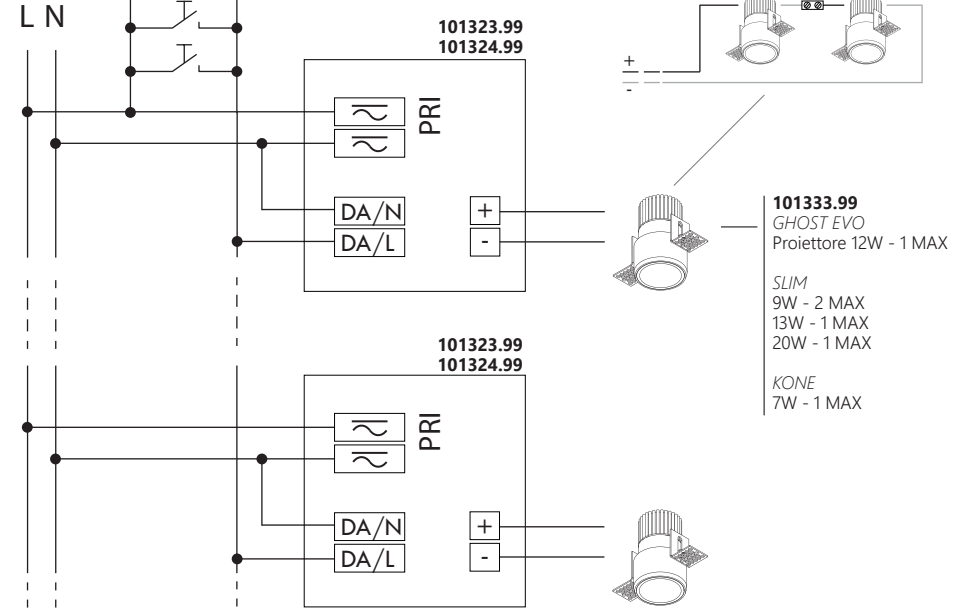 L N
101323.99
101324.99
PRI
DA/N
DA/L
+
-
+
-
101333.99
GHOST EVO
Proiettore 12W - 1 MAX
SLIM
9W - 2 MAX
13W - 1 MAX
20W - 1 MAX
KONE
7W - 1 MAX
101323.99
101324.99
PRI
DA/N
DA/L
+
-